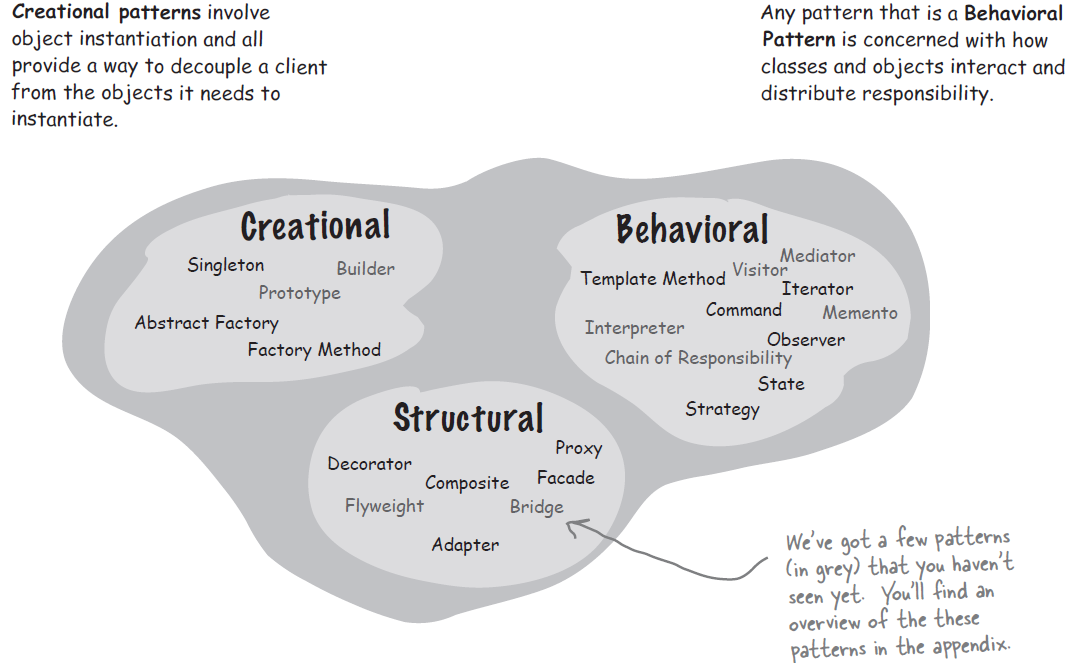 Creational patterns involve
object instantiation and all
provide a way to decouple a client
from the objects it needs to
instantiate.
Any pattern that is a Behavioral
Pattern is concerned with how
classes and objects interact and
distribute responsibility.
Creational
Singleton
Builder
Prototype
Abstract Factory
Factory Method
Behavioral
Mediator
Visitor
Template Method
Iterator
Command
Memento
Interpreter
Observer
Chain of Responsibility
State
Strategy
Structural
Proxy
Decorator
Facade
Composite
Flyweight
Bridge
Adapter
We've got a few patterns
(in grey) that you haven't
seen yet. You'll find an
overview of the these
patterns in the appendix.